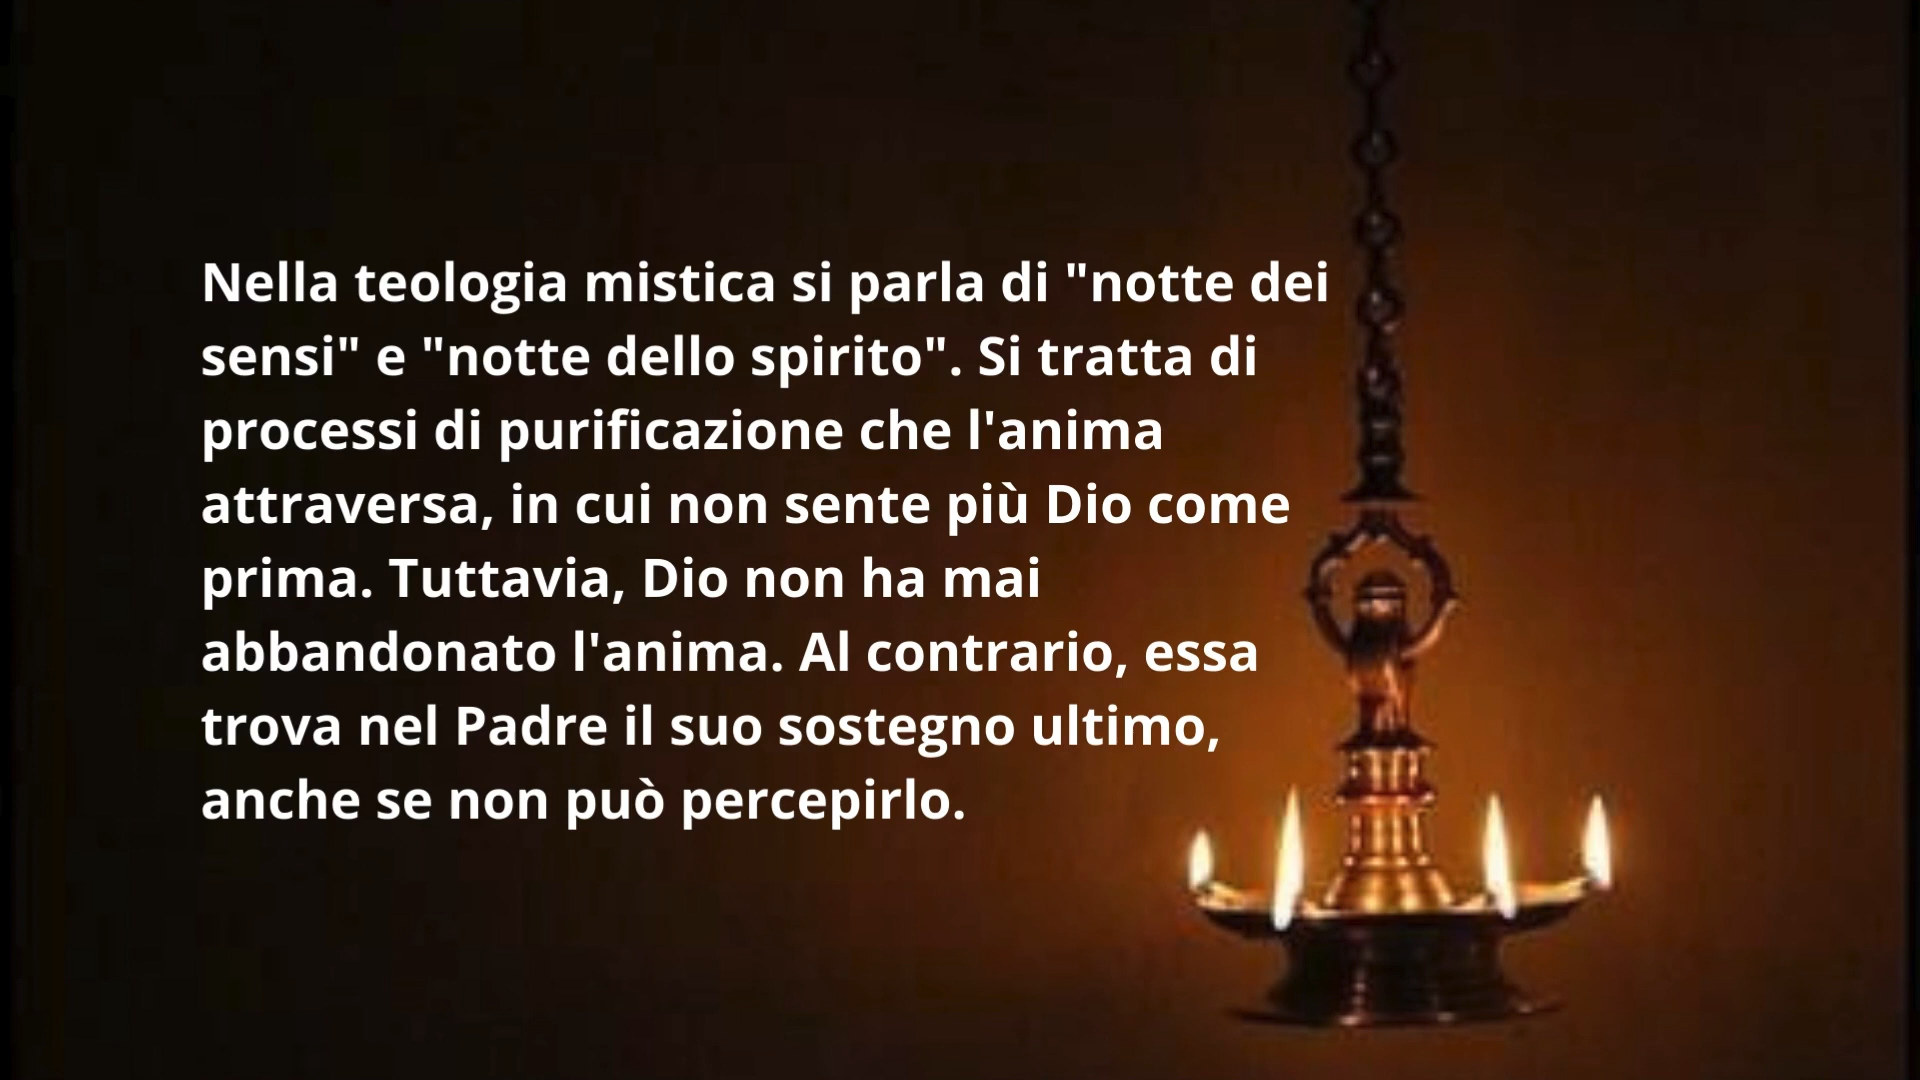 Nella teologia mistica si parla di "notte dei
sensi" e "notte dello spirito". Si tratta di
processi di purificazione che l'anima
attraversa, in cui non sente più Dio come
prima. Tuttavia, Dio non ha mai
abbandonato l'anima. Al contrario, essa
trova nel Padre il suo sostegno ultimo,
anche se non può percepirlo.